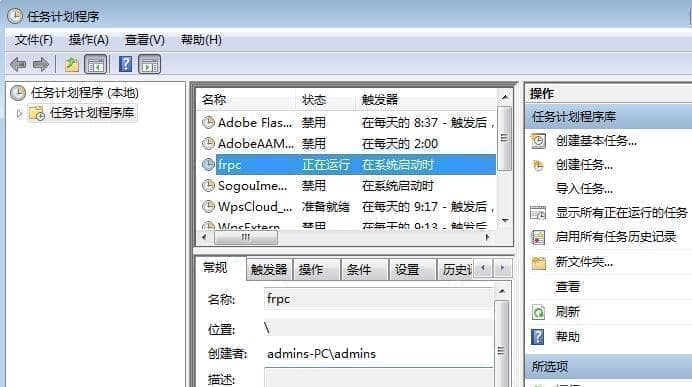 任务计划程序
文件(F) 操作(A) 查看(V) 帮助(H)
任务计划程序 (本地)
任务计划程序库
名称 状态 触发器
Adobe Flas... 禁用 在每天的 8:37 - 触发后，
AdobeAAM... 禁用 在每天的 2:00
frpc 正在运行 在系统启动时
SogouIme... 禁用 在系统启动时
WpsCloud_... 准备就绪 在每天的 9:17 - 触发后，
WpsExtern 禁用 在每天的 9:13 - 触发后，
常规 触发器 操作 条件 设置 历史记
名称: frpc
位置: \
创建者: admins-PC\admins
描述:
操作
任务计划程序库
创建基本任务...
创建任务...
导入任务...
显示所有正在运行的任务
启用所有任务历史记录
新文件夹...
查看
刷新
帮助
所选项